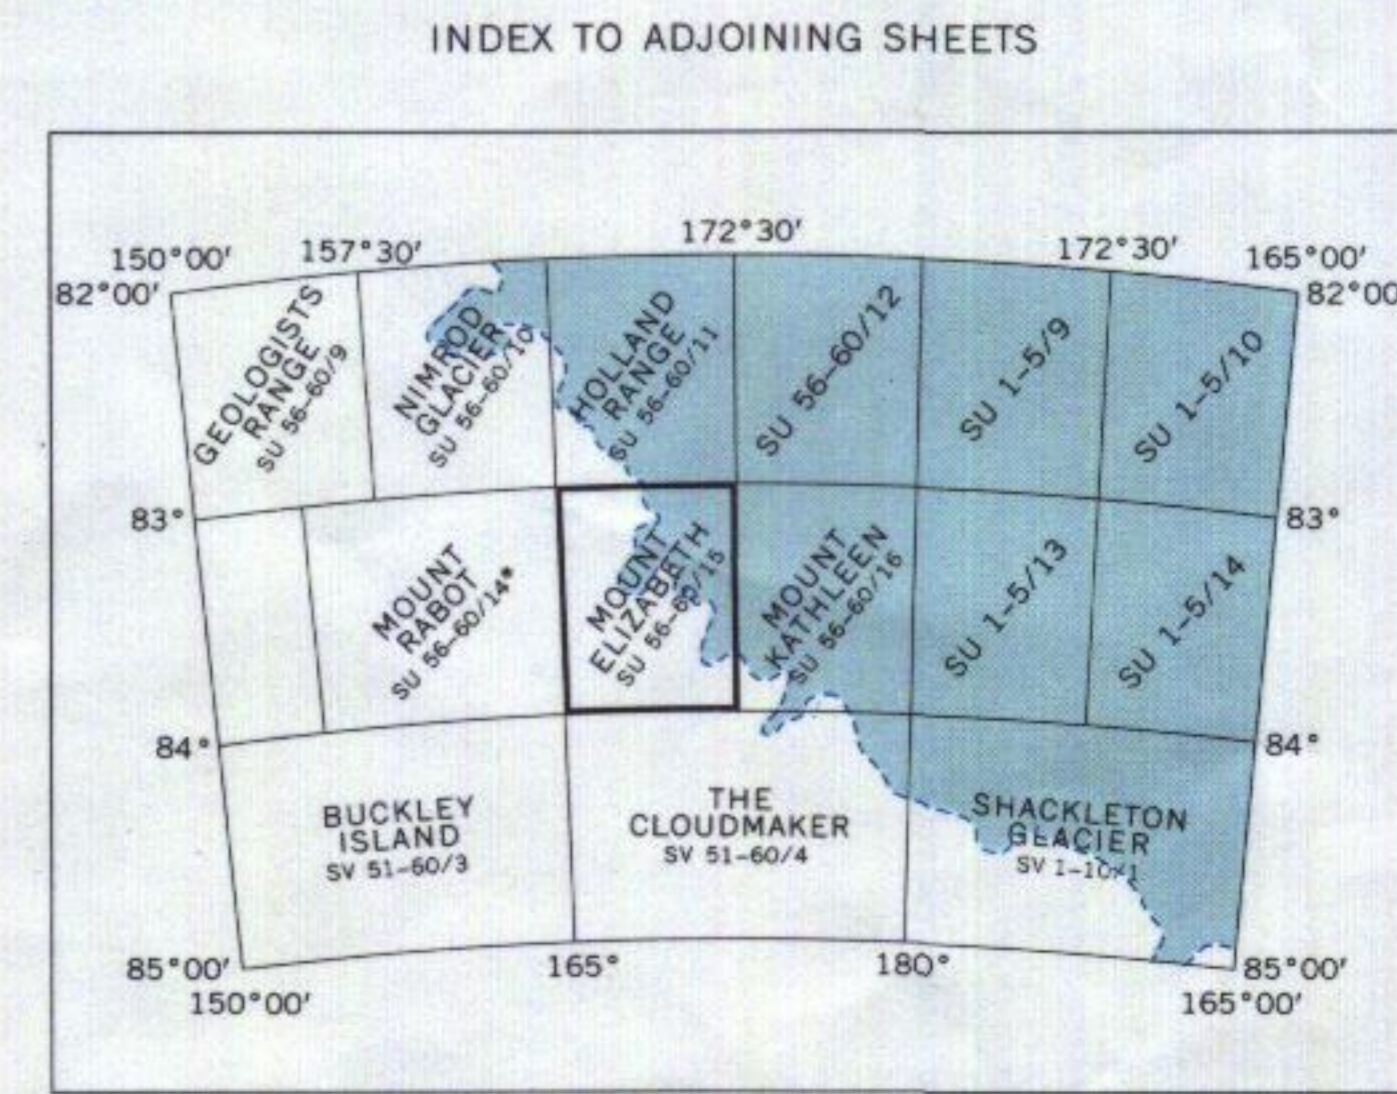 INDEX TO ADJOINING SHEETS
172°30′
150°00′ 157°30′ 172°30′ 165°00′
82°00′ 82°00
GEOLOGISTS
RANGE
SU 56-60/9
NIMROD
GLACIER
SU 56-60/10
HOLLAND
RANGE
SU 56-60/11
SU 56-60/12
SU 1-5/9
SU 1-5/10
83° 83°
MOUNT
RABOT
SU 56-60/14*
MOUNT
ELIZABETH
SU 56-60/15
MOUNT
KATHLEEN
SU 56-60/16
SU 1-5/13
SU 1-5/14
84° 84°
BUCKLEY
ISLAND
SV 51-60/3
THE
CLOUDMAKER
SV 51-60/4
SHACKLETON
GLACIER
SV 1-10/1
85°00′ 165° 180° 85°00′
150°00′ 165°00′